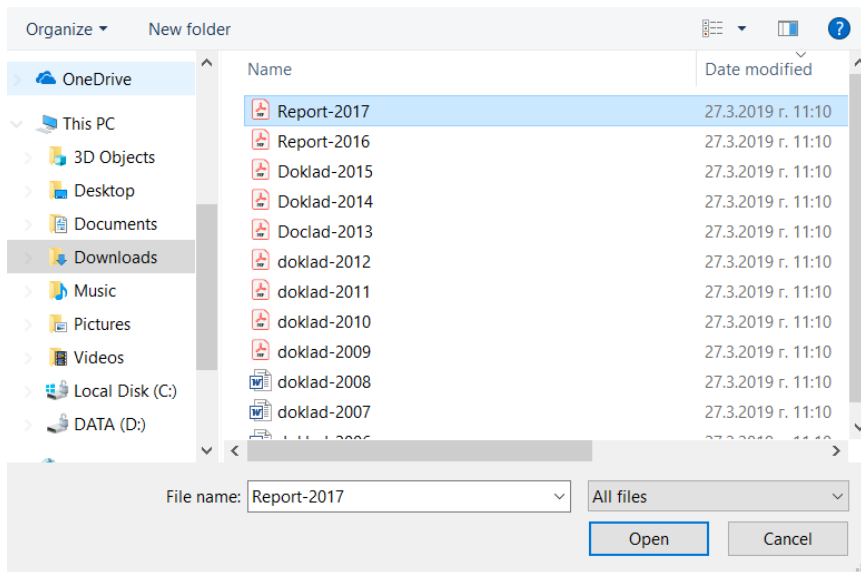 Organize New folder ?
Name Date modified
OneDrive
This PC
3D Objects
Desktop
Documents
Downloads
Music
Pictures
Videos
Local Disk (C:)
DATA (D:)
Report-2017 27.3.2019 г. 11:10
Report-2016 27.3.2019 г. 11:10
Doklad-2015 27.3.2019 г. 11:10
Doklad-2014 27.3.2019 г. 11:10
Doclad-2013 27.3.2019 г. 11:10
doklad-2012 27.3.2019 г. 11:10
doklad-2011 27.3.2019 г. 11:10
doklad-2010 27.3.2019 г. 11:10
doklad-2009 27.3.2019 г. 11:10
doklad-2008 27.3.2019 г. 11:10
doklad-2007 27.3.2019 г. 11:10
File name: Report-2017 All files
Open Cancel